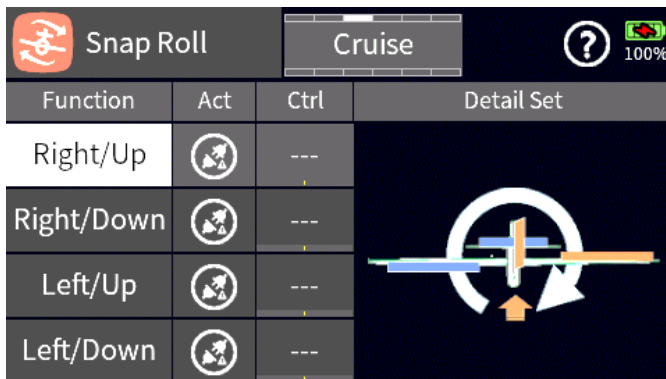 Snap Roll
Cruise
?
100%
Function Act Ctrl Detail Set
Right/Up ---
Right/Down ---
Left/Up ---
Left/Down ---